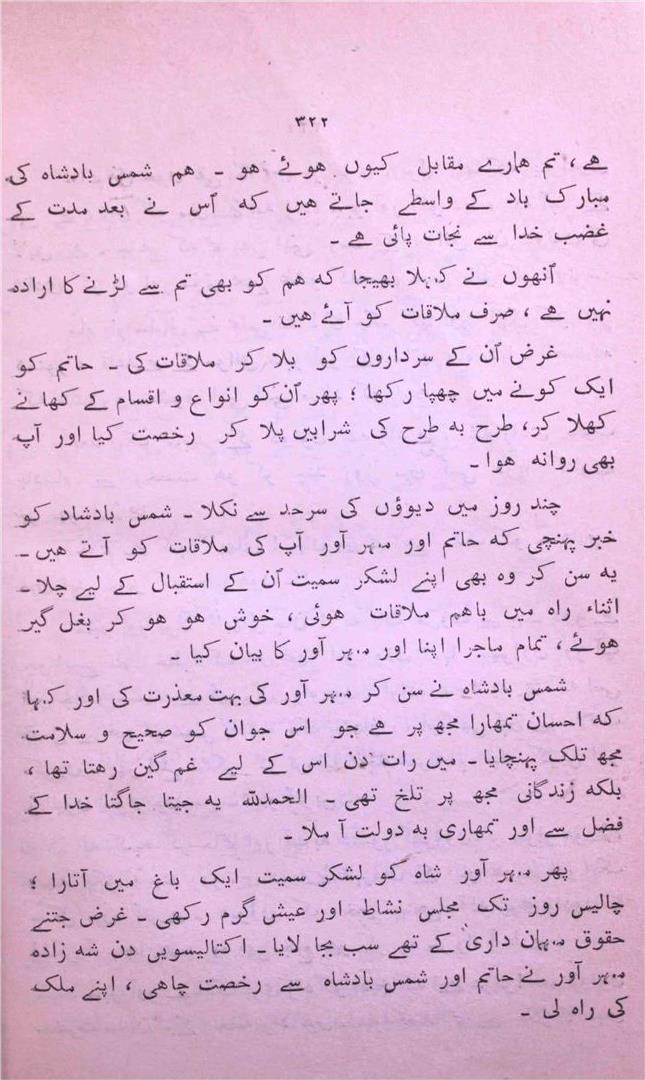 ۳۲۲
ہے ، تم ہمارے مقابل کیوں ہوئے ہو ۔ ہم شمس بادشاہ کی
مبارک باد کے واسطے جاتے ہیں کہ اُس نے بعد مدت کے
غضب خدا سے نجات پائی ہے ۔
اُنھوں نے کہلا بھیجا کہ ہم کو بھی تم سے لڑنے کا ارادہ
نہیں ہے ، صرف ملاقات کو آئے ہیں ۔
غرض اُن کے سرداروں کو بلا کر ملاقات کی ۔ حاتم کو
ایک کونے میں چھپا رکھا ؛ پھر اُن کو انواع و اقسام کے کھانے
کھلا کر، طرح بہ طرح کی شرابیں پلا کر رخصت کیا اور آپ
بھی روانہ ہوا ۔
چند روز میں دیوؤں کی سرحد سے نکلا ۔ شمس بادشاد کو
خبر پہنچی کہ حاتم اور مہر آور آپ کی ملاقات کو آتے ہیں ۔
یہ سن کر وہ بھی اپنے لشکر سمیت اُن کے استقبال کے لیے چلا ۔
اثناء راہ میں باہم ملاقات ہوئی ، خوش ہو ہو کر بغل گیر
ہوئے ، تمام ماجرا اپنا اور مہر آور کا بیان کیا ۔
شمس بادشاہ نے سن کر مہر آور کی بہت معذرت کی اور کہا
کہ احسان تمھارا مجھ پر ہے جو اس جوان کو صحیح و سلامت
مجھ تلک پہنچایا ۔ میں رات دن اس کے لیے غم گین رہتا تھا ،
بلکہ زندگانی مجھ پر تلخ تھی ۔ الحمدللہ یہ جیتا جاگتا خدا کے
فضل سے اور تمھاری بہ دولت آ ملا ۔
پھر مہر آور شاہ کو لشکر سمیت ایک باغ میں اُتارا ؛
چالیس روز تک مجلس نشاط اور عیش گرم رکھی ۔ غرض جتنے
حقوق مہمان داری کے تھے سب بجا لایا ۔ اکتالیسویں دن شہ زادہ
مہر آور نے حاتم اور شمس بادشاہ سے رخصت چاہی ، اپنے ملک
کی راہ لی ۔